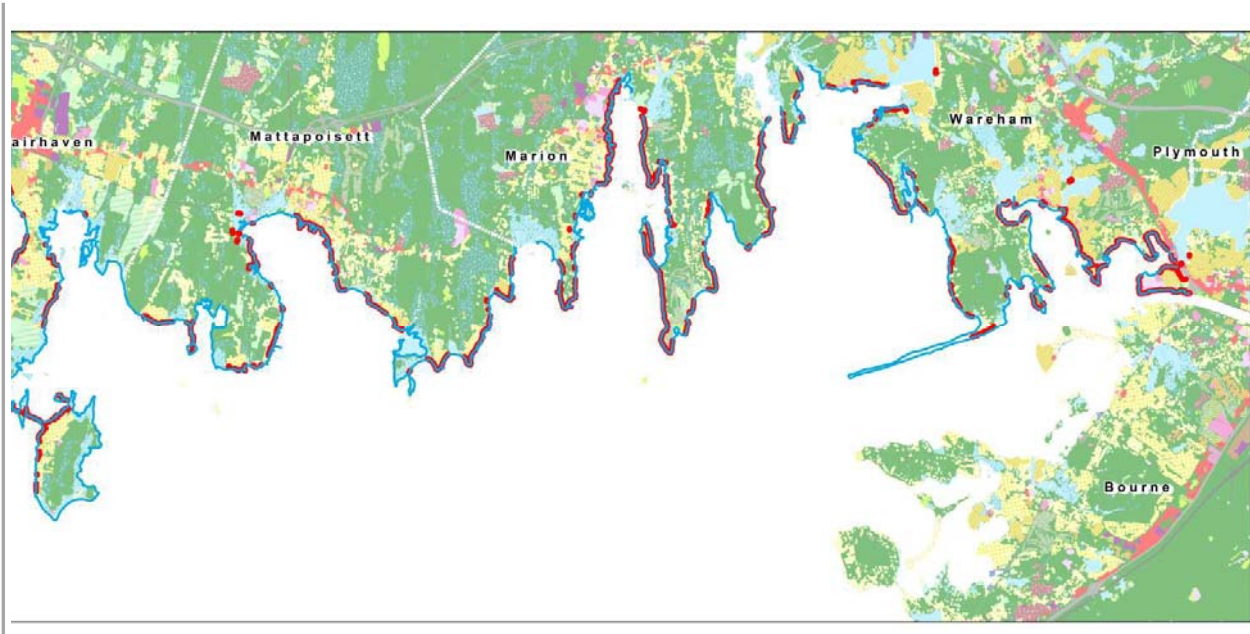 airhaven
Mattapoisett
Marion
Wareham
Plymouth
Bourne